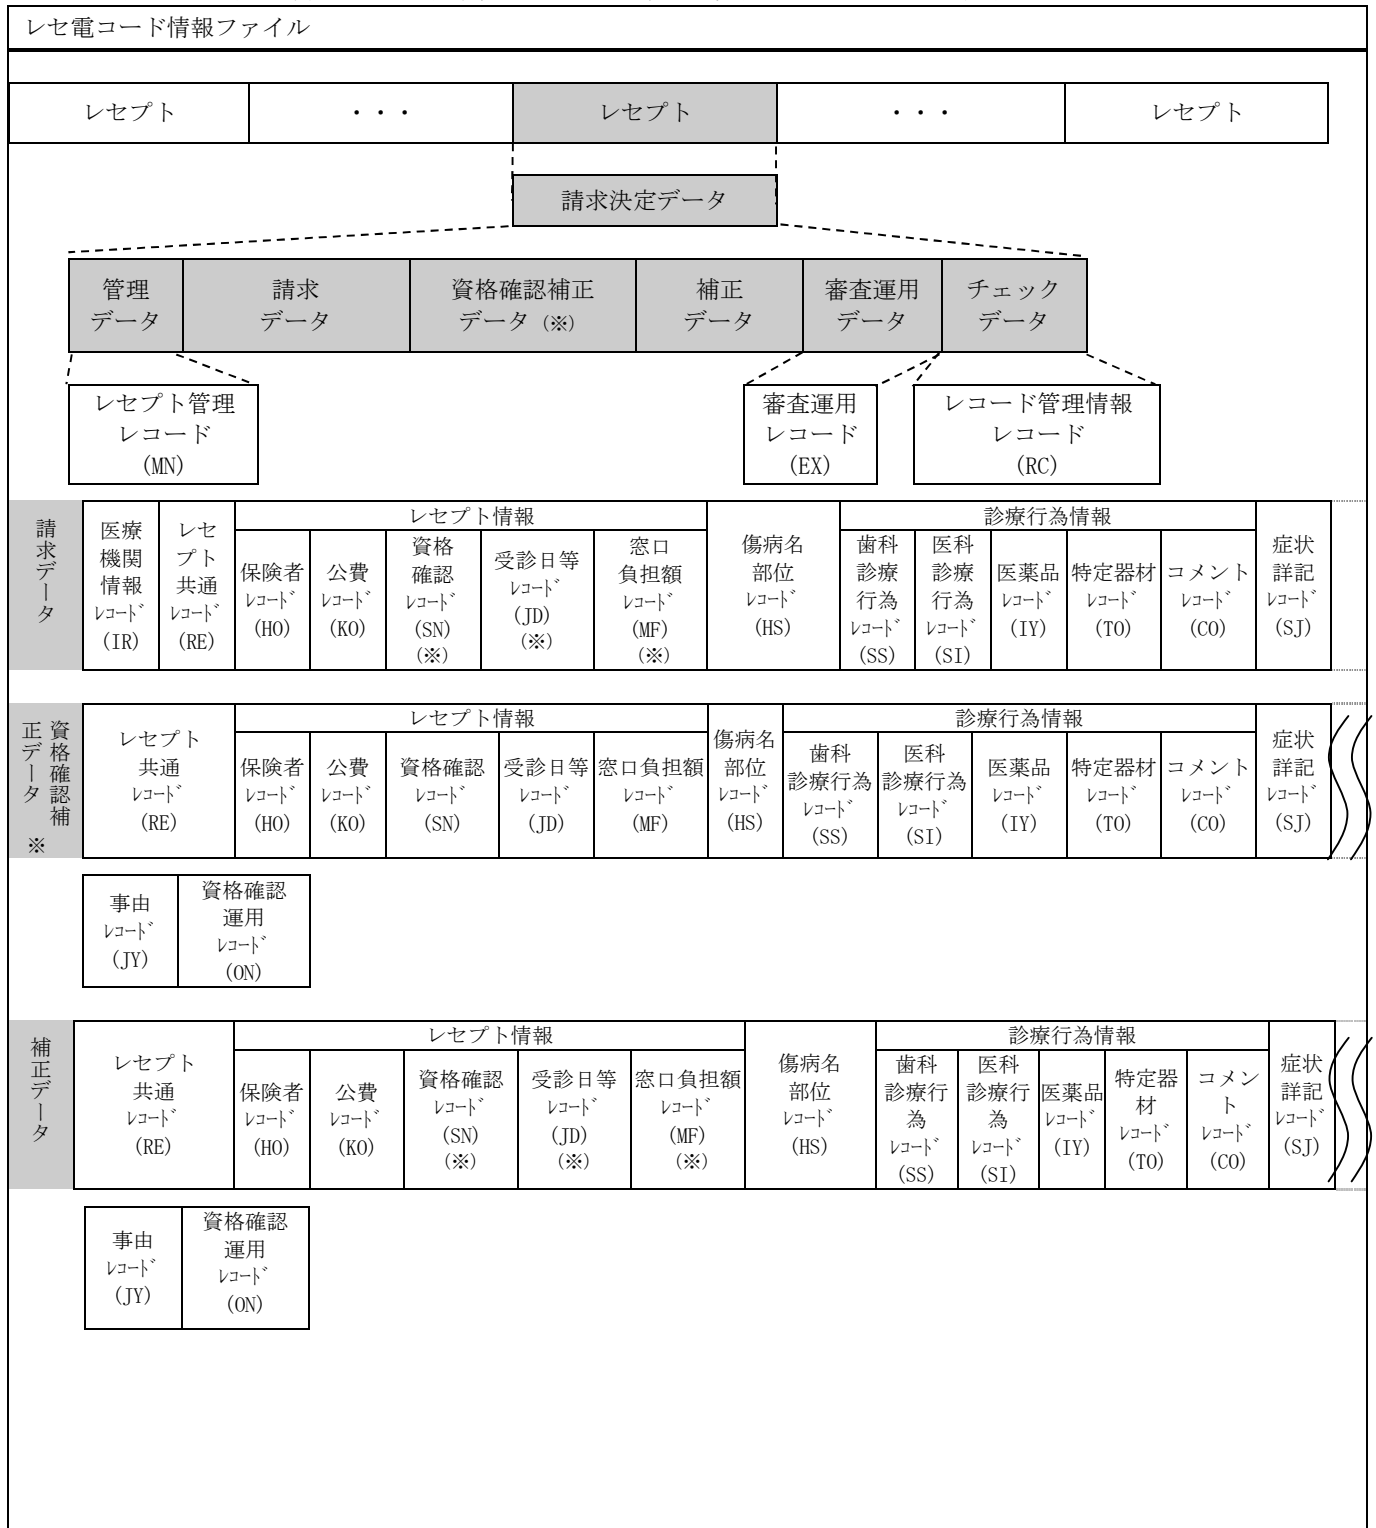 レセ電コード情報ファイル
レセプト
・・・
レセプト
・・・
レセプト
請求決定データ
管理
データ
請求
データ
資格確認補正
データ（※）
補正
データ
審査運用
データ
チェック
データ
レセプト管理
レコード
(MN)
審査運用
レコード
(EX)
レコード管理情報
レコード
(RC)
請求データ
医療
機関
情報
ﾚｺｰﾄﾞ
(IR)
レセ
プト
共通
ﾚｺｰﾄﾞ
(RE)
レセプト情報
保険者
ﾚｺｰﾄﾞ
(HO)
公費
ﾚｺｰﾄﾞ
(KO)
資格
確認
ﾚｺｰﾄﾞ
(SN)
(※)
受診日等
ﾚｺｰﾄﾞ
(JD)
(※)
窓口
負担額
ﾚｺｰﾄﾞ
(MF)
(※)
傷病名
部位
ﾚｺｰﾄﾞ
(HS)
診療行為情報
歯科
診療
行為
ﾚｺｰﾄﾞ
(SS)
医科
診療
行為
ﾚｺｰﾄﾞ
(SI)
医薬品
ﾚｺｰﾄﾞ
(IY)
特定器材
ﾚｺｰﾄﾞ
(TO)
コメント
ﾚｺｰﾄﾞ
(CO)
症状
詳記
ﾚｺｰﾄﾞ
(SJ)
資格確認補
正データ ※
レセプト
共通
ﾚｺｰﾄﾞ
(RE)
レセプト情報
保険者
ﾚｺｰﾄﾞ
(HO)
公費
ﾚｺｰﾄﾞ
(KO)
資格確認
ﾚｺｰﾄﾞ
(SN)
受診日等
ﾚｺｰﾄﾞ
(JD)
窓口負担額
ﾚｺｰﾄﾞ
(MF)
傷病名
部位
ﾚｺｰﾄﾞ
(HS)
診療行為情報
歯科
診療行為
ﾚｺｰﾄﾞ
(SS)
医科
診療行為
ﾚｺｰﾄﾞ
(SI)
医薬品
ﾚｺｰﾄﾞ
(IY)
特定器材
ﾚｺｰﾄﾞ
(TO)
コメント
ﾚｺｰﾄﾞ
(CO)
症状
詳記
ﾚｺｰﾄﾞ
(SJ)
事由
ﾚｺｰﾄﾞ
(JY)
資格確認
運用
ﾚｺｰﾄﾞ
(ON)
補正データ
レセプト
共通
ﾚｺｰﾄﾞ
(RE)
レセプト情報
保険者
ﾚｺｰﾄﾞ
(HO)
公費
ﾚｺｰﾄﾞ
(KO)
資格確認
ﾚｺｰﾄﾞ
(SN)
(※)
受診日等
ﾚｺｰﾄﾞ
(JD)
(※)
窓口負担額
ﾚｺｰﾄﾞ
(MF)
(※)
傷病名
部位
ﾚｺｰﾄﾞ
(HS)
診療行為情報
歯科
診療行
為
ﾚｺｰﾄﾞ
(SS)
医科
診療行
為
ﾚｺｰﾄﾞ
(SI)
医薬品
ﾚｺｰﾄﾞ
(IY)
特定器
材
ﾚｺｰﾄﾞ
(TO)
コメン
ト
ﾚｺｰﾄﾞ
(CO)
症状
詳記
ﾚｺｰﾄﾞ
(SJ)
事由
ﾚｺｰﾄﾞ
(JY)
資格確認
運用
ﾚｺｰﾄﾞ
(ON)